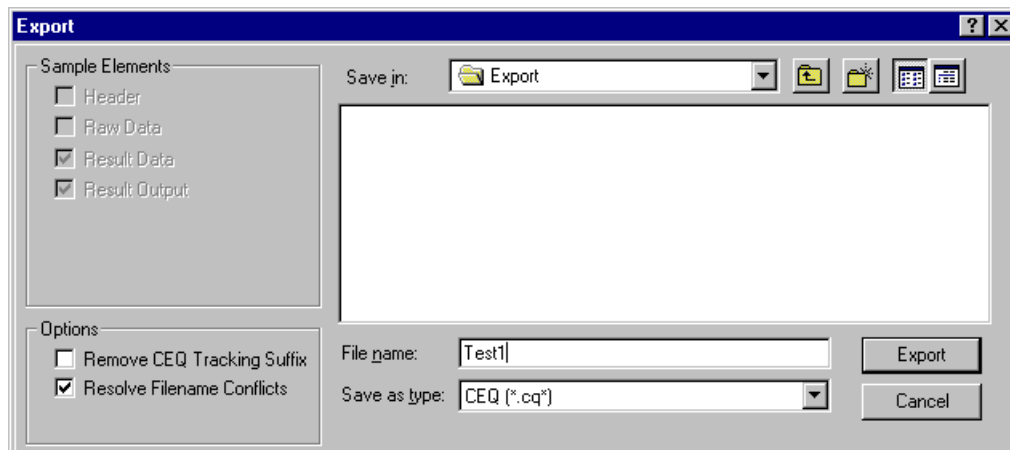 Export
Sample Elements
Header
Raw Data
Result Data
Result Output
Options
Remove CEQ Tracking Suffix
Resolve Filename Conflicts
Save in:
Export
File name:
Test1
Export
Save as type:
CEQ (*.cq*)
Cancel